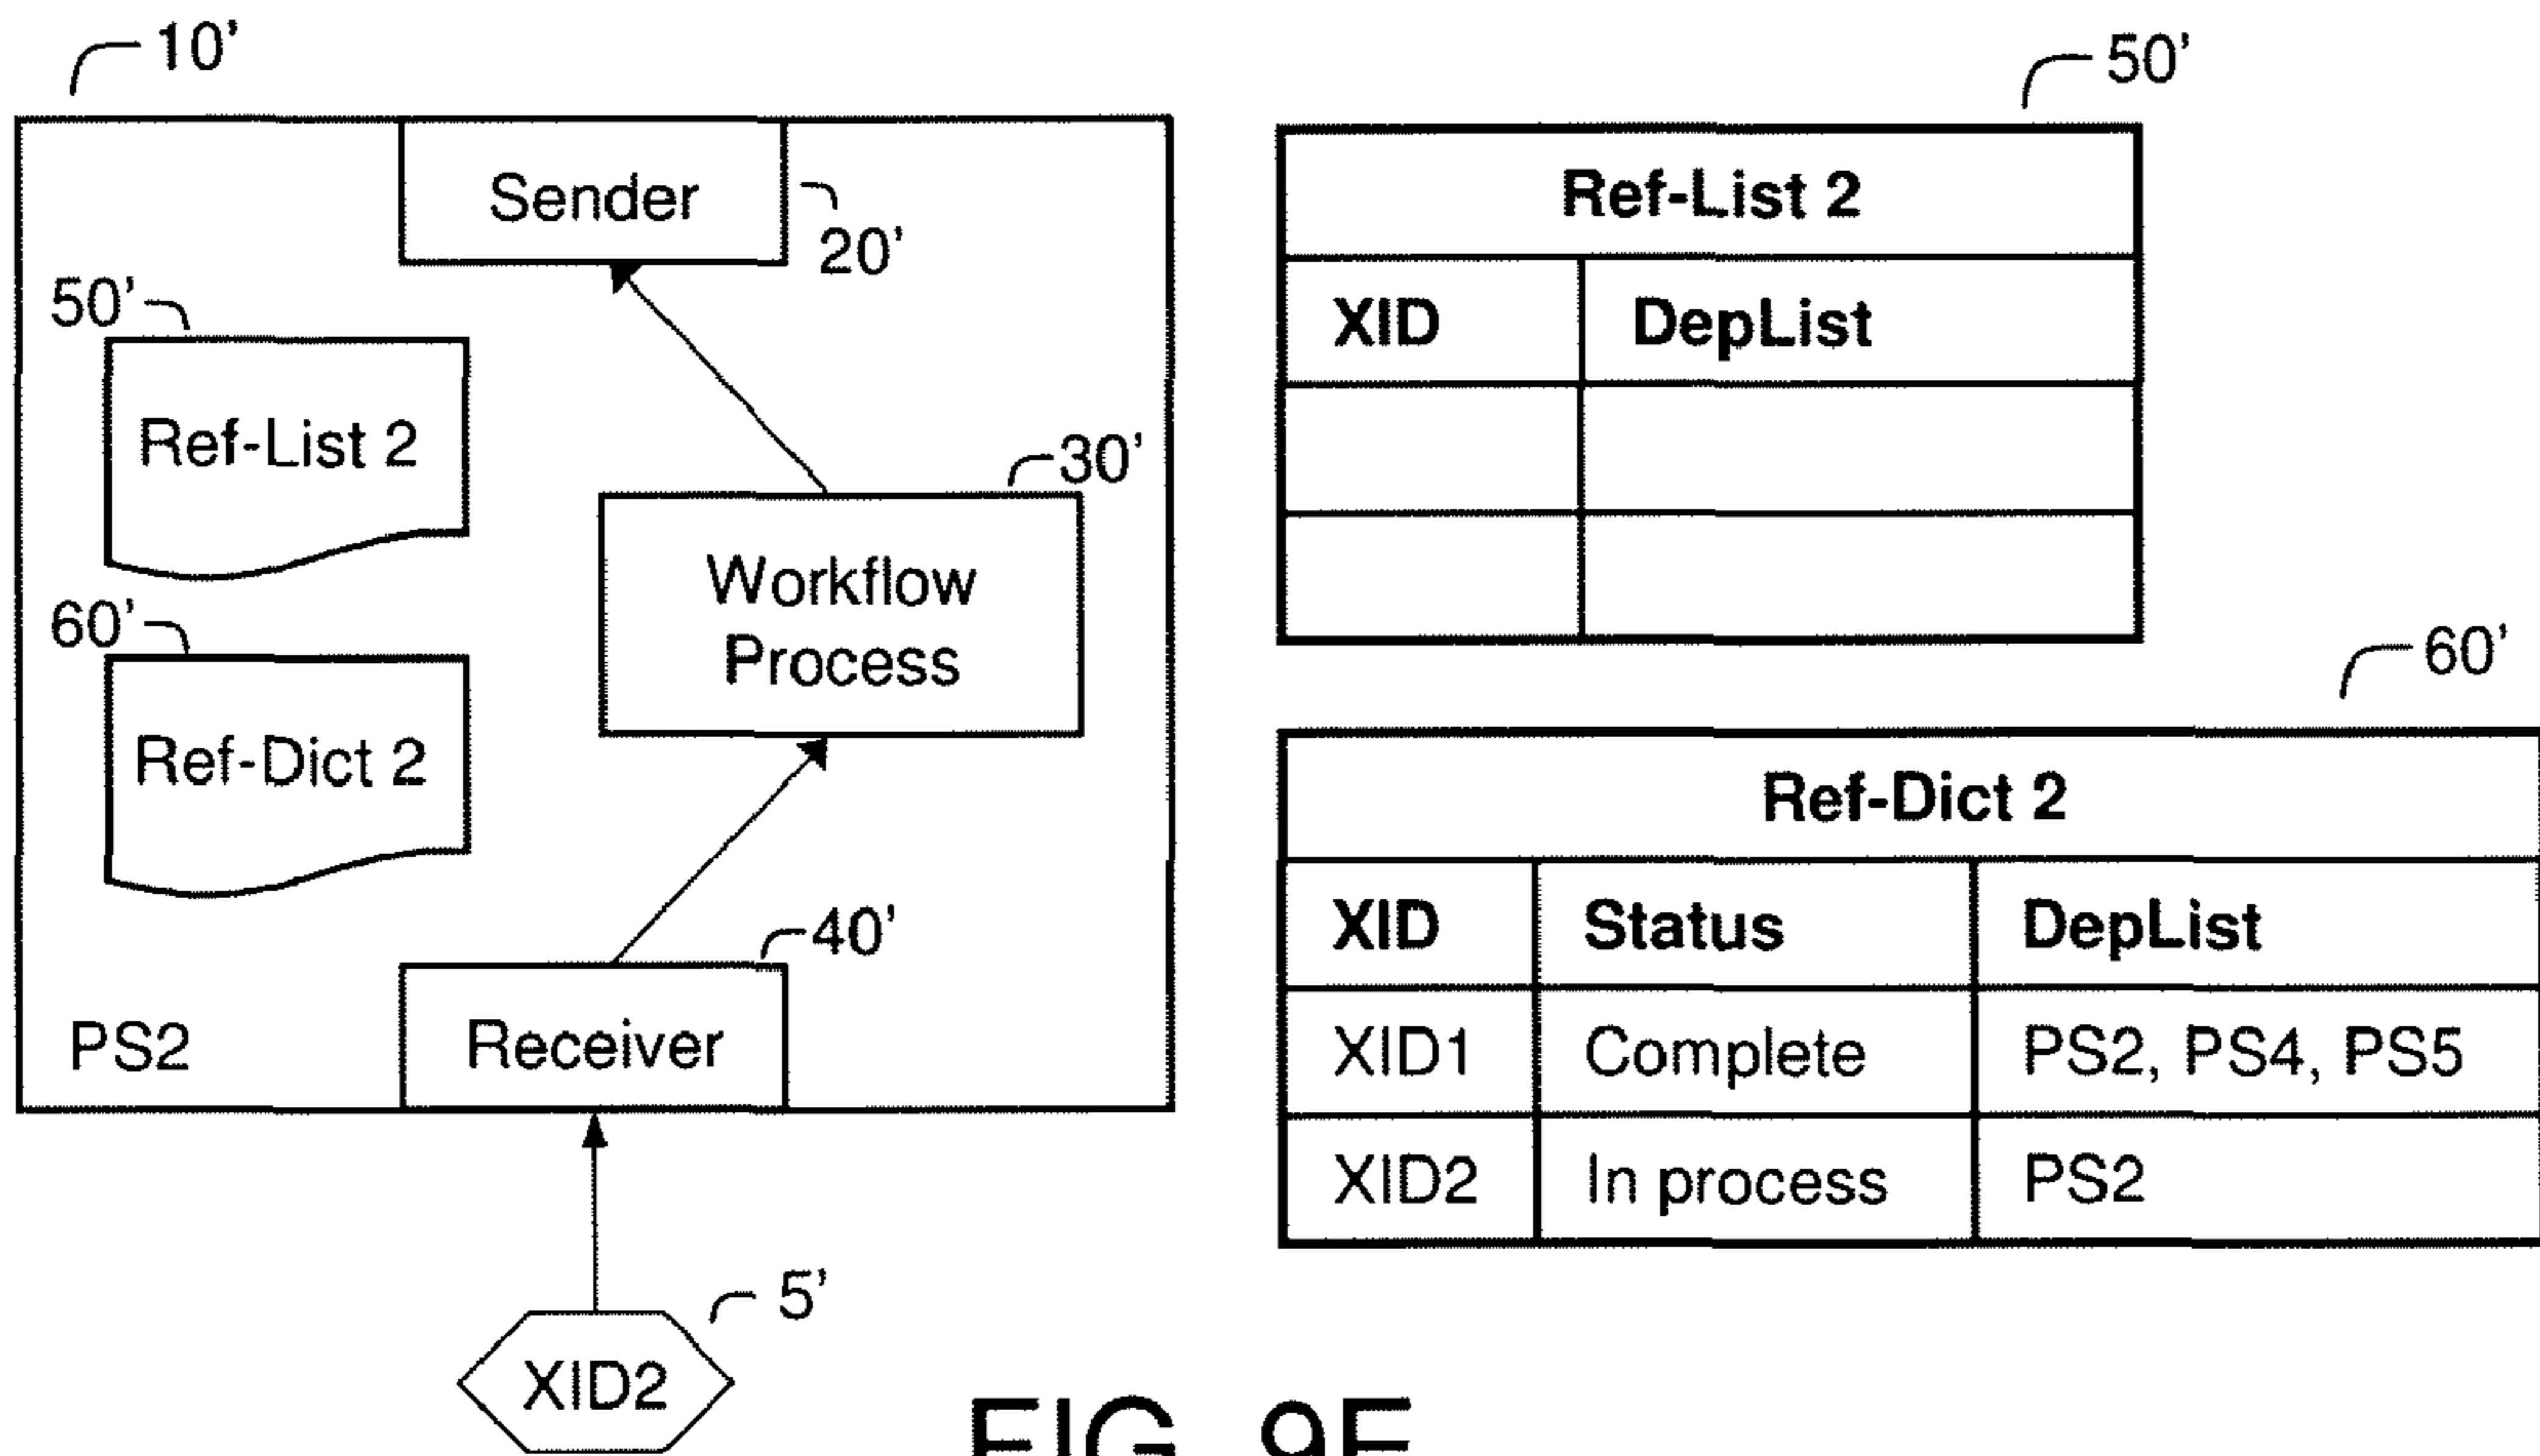 10'
Sender
20'
50'
Ref-List 2
30'
Workflow
Process
60'
Ref-Dict 2
40'
PS2
Receiver
5'
XID2
50'
Ref-List 2
XID DepList
60'
Ref-Dict 2
XID Status DepList
XID1 Complete PS2, PS4, PS5
XID2 In process PS2
FIG